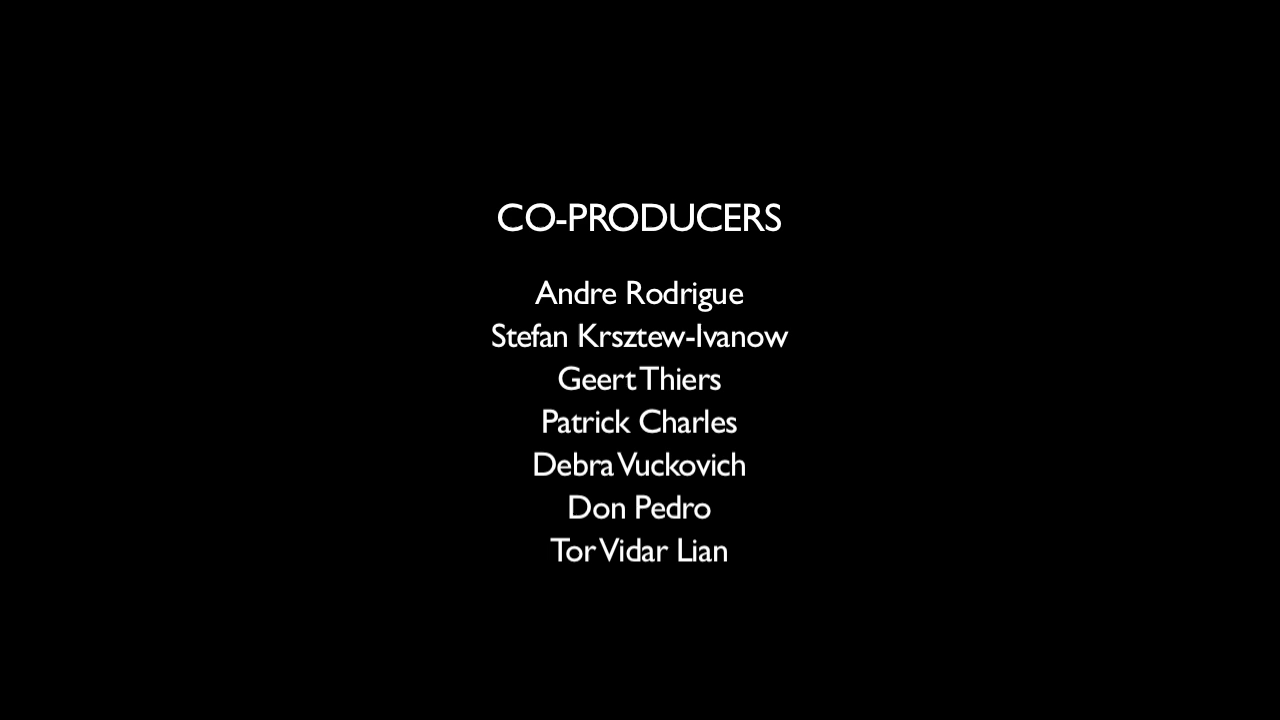 CO-PRODUCERS
Andre Rodrigue
Stefan Krsztew-Ivanow
Geert Thiers
Patrick Charles
Debra Vuckovich
Don Pedro
Tor Vidar Lian